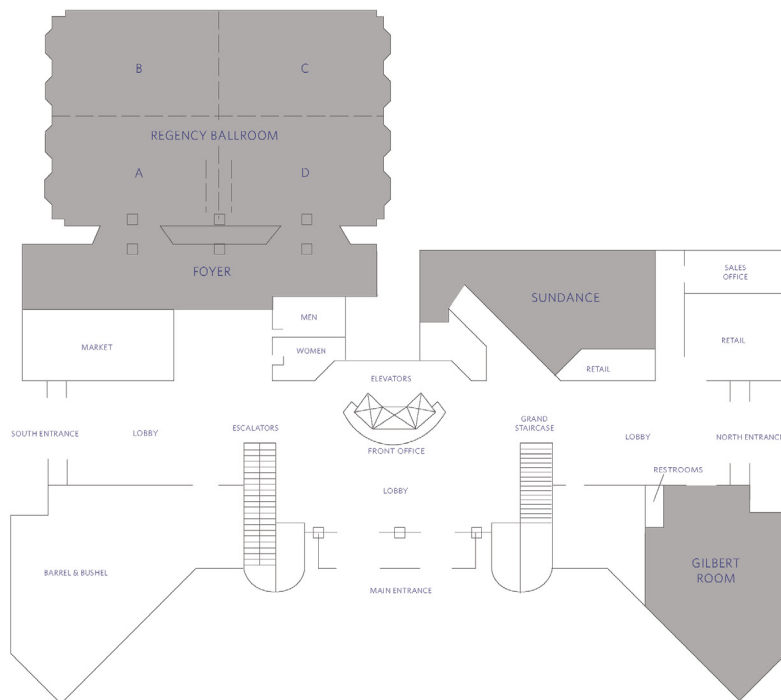 B
C
REGENCY BALLROOM
A
D
FOYER
SUNDANCE
SALES
OFFICE
MEN
MARKET
WOMEN
RETAIL
RETAIL
ELEVATORS
SOUTH ENTRANCE
LOBBY
ESCALATORS
GRAND
STAIRCASE
LOBBY
NORTH ENTRANCE
FRONT OFFICE
RESTROOMS
LOBBY
BARREL & BUSHEL
GILBERT
ROOM
MAIN ENTRANCE